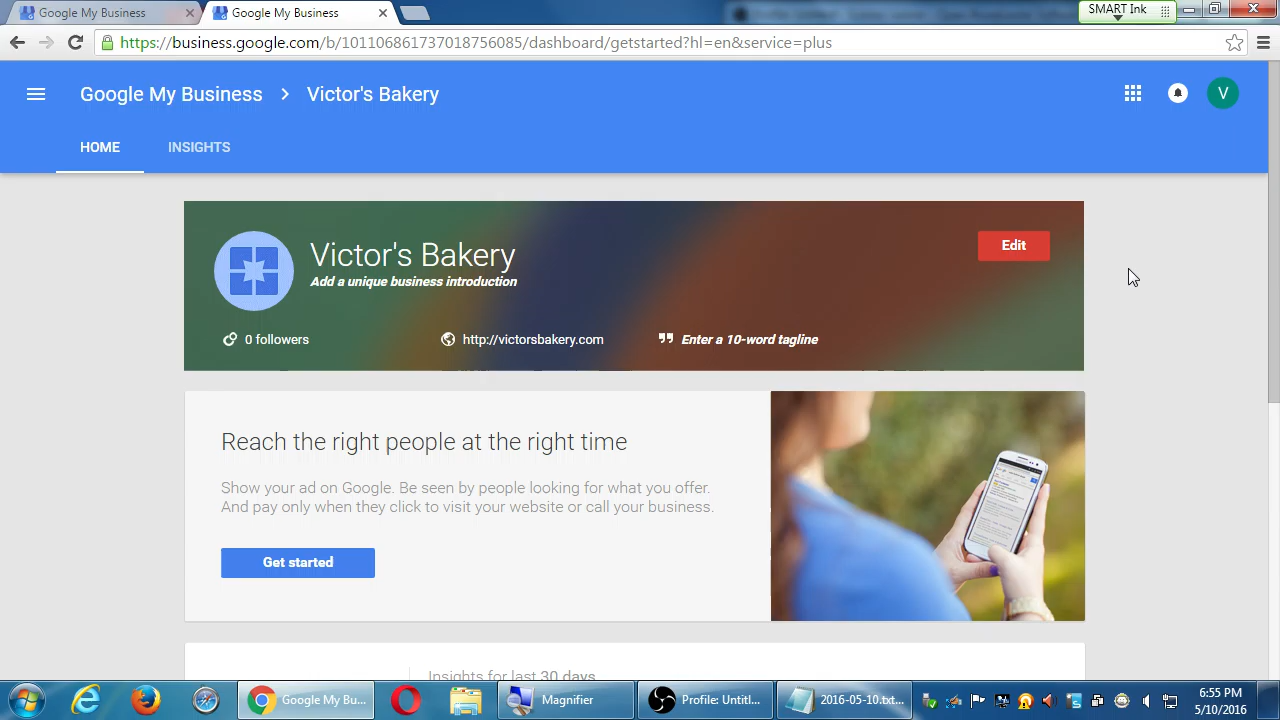 Google My Business
Google My Business
SMART Ink
https://business.google.com/b/101106861737018756085/dashboard/getstarted?hl=en&service=plus
Google My Business > Victor's Bakery
V
HOME
INSIGHTS
Victor's Bakery
Edit
Add a unique business introduction
0 followers
http://victorsbakery.com
Enter a 10-word tagline
Reach the right people at the right time
Show your ad on Google. Be seen by people looking for what you offer.
And pay only when they click to visit your website or call your business.
Get started
Insights for last 30 days
Google My Bu...
Magnifier
Profile: Untitl...
2016-05-10.txt...
6:55 PM
5/10/2016